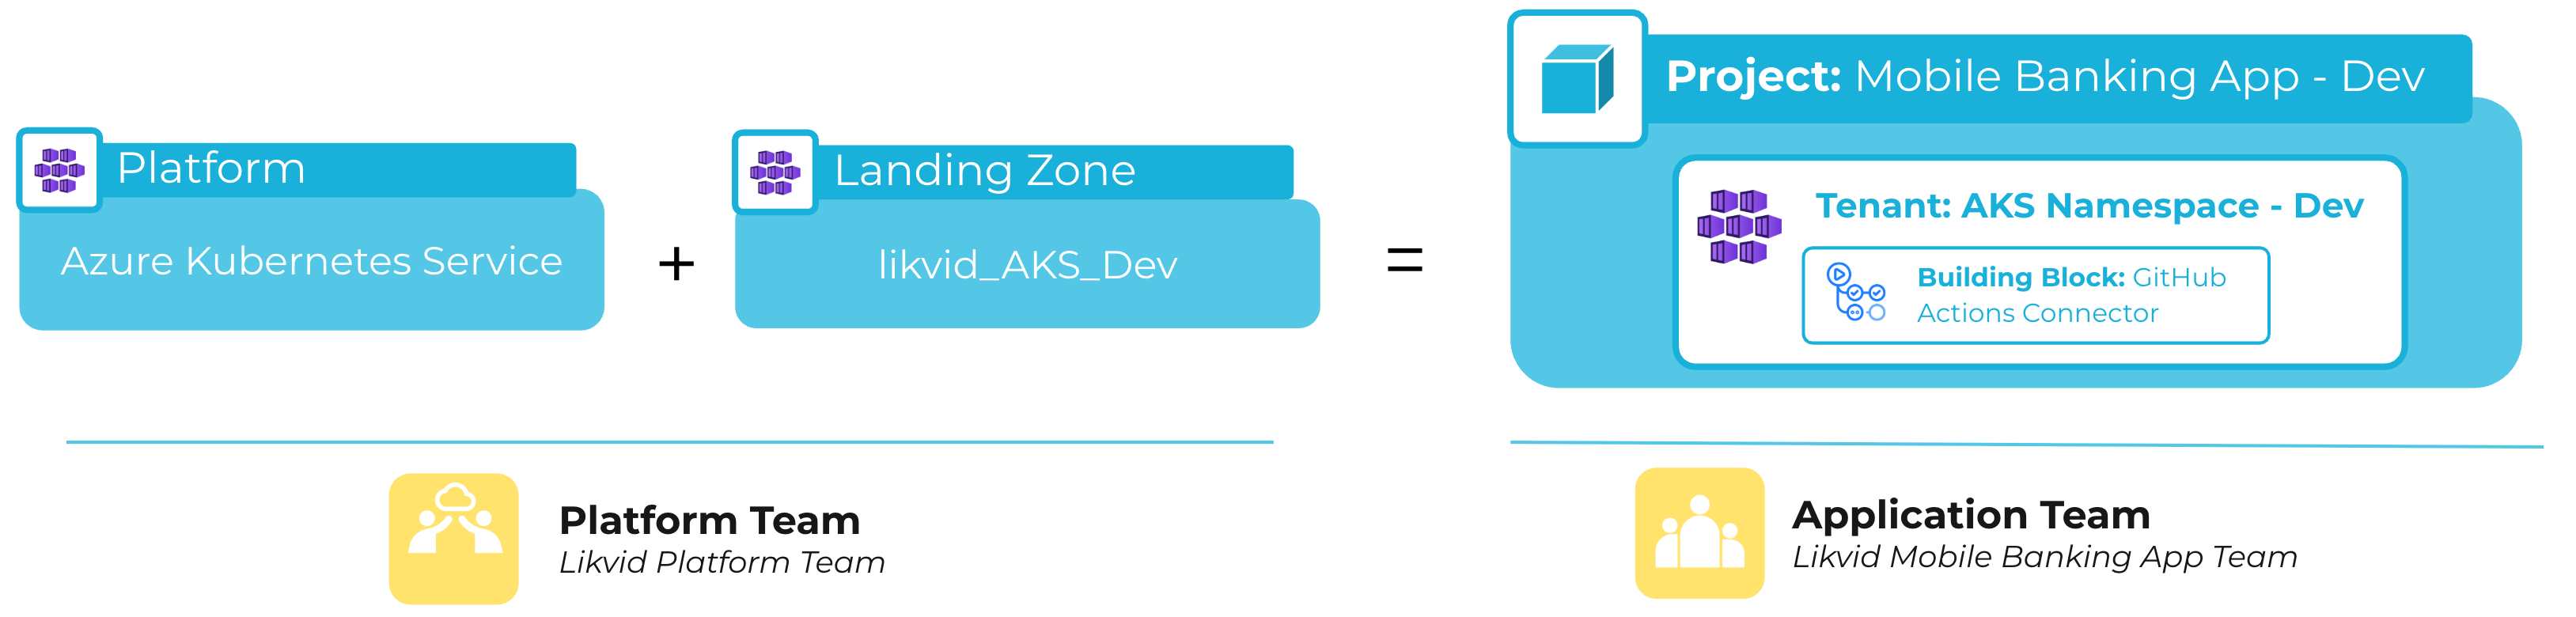 Platform
Azure Kubernetes Service
+
Landing Zone
likvid_AKS_Dev
=
Project: Mobile Banking App - Dev
Tenant: AKS Namespace - Dev
Building Block: GitHub
Actions Connector
Platform Team
Likvid Platform Team
Application Team
Likvid Mobile Banking App Team